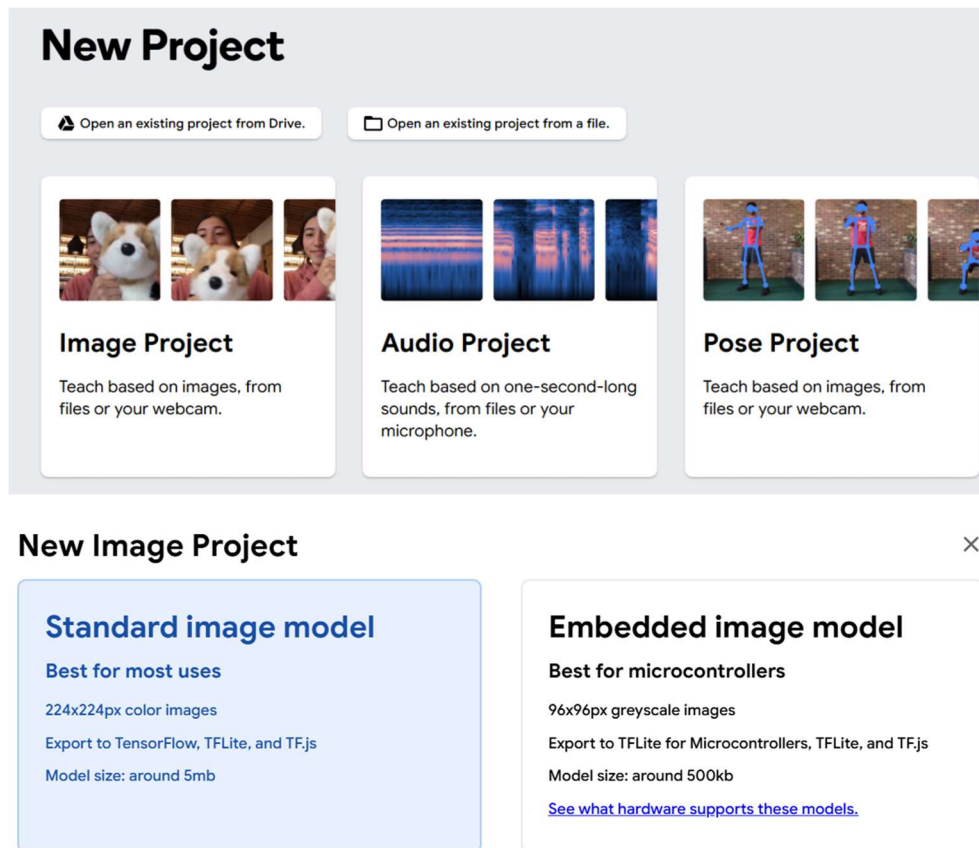 New Project
Open an existing project from Drive.
Open an existing project from a file.
Image Project
Teach based on images, from
files or your webcam.
Audio Project
Teach based on one-second-long
sounds, from files or your
microphone.
Pose Project
Teach based on images, from
files or your webcam.
New Image Project
Standard image model
Best for most uses
224x224px color images
Export to TensorFlow, TFLite, and TF.js
Model size: around 5mb
Embedded image model
Best for microcontrollers
96x96px greyscale images
Export to TFLite for Microcontrollers, TFLite, and TF.js
Model size: around 500kb
See what hardware supports these models.